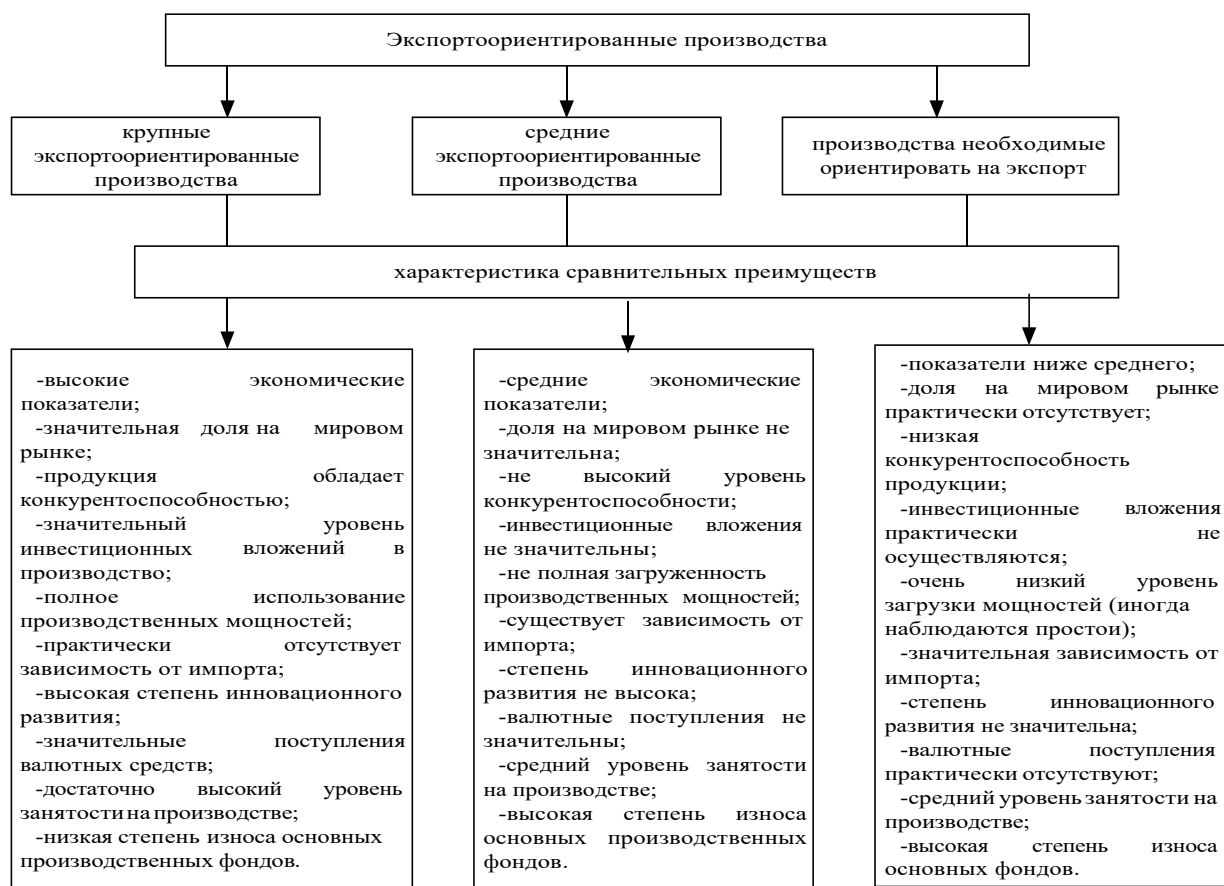 Экспортоориентированные производства
крупные
экспортоориентированные
производства
средние
экспортоориентированные
производства
производства необходимые
ориентировать на экспорт
характеристика сравнительных преимуществ
-высокие экономические
показатели;
-значительная доля на мировом
рынке;
-продукция обладает
конкурентоспособностью;
-значительный уровень
инвестиционных вложений в
производство;
-полное использование
производственных мощностей;
-практически отсутствует
зависимость от импорта;
-высокая степень инновационного
развития;
-значительные поступления
валютных средств;
-достаточно высокий уровень
занятости на производстве;
-низкая степень износа основных
производственных фондов.
-средние экономические
показатели;
-доля на мировом рынке не
значительна;
-не высокий уровень
конкурентоспособности;
-инвестиционные вложения
не значительны;
-не полная загруженность
производственных мощностей;
-существует зависимость от
импорта;
-степень инновационного
развития не высока;
-валютные поступления не
значительны;
-средний уровень занятости
на производстве;
-высокая степень износа
основных производственных
фондов.
-показатели ниже среднего;
-доля на мировом рынке
практически отсутствует;
-низкая
конкурентоспособность
продукции;
-инвестиционные вложения
практически не
осуществляются;
-очень низкий уровень
загрузки мощностей (иногда
наблюдаются простои);
-значительная зависимость от
импорта;
-степень инновационного
развития не значительна;
-валютные поступления
практически отсутствуют;
-средний уровень занятости на
производстве;
-высокая степень износа
основных фондов.